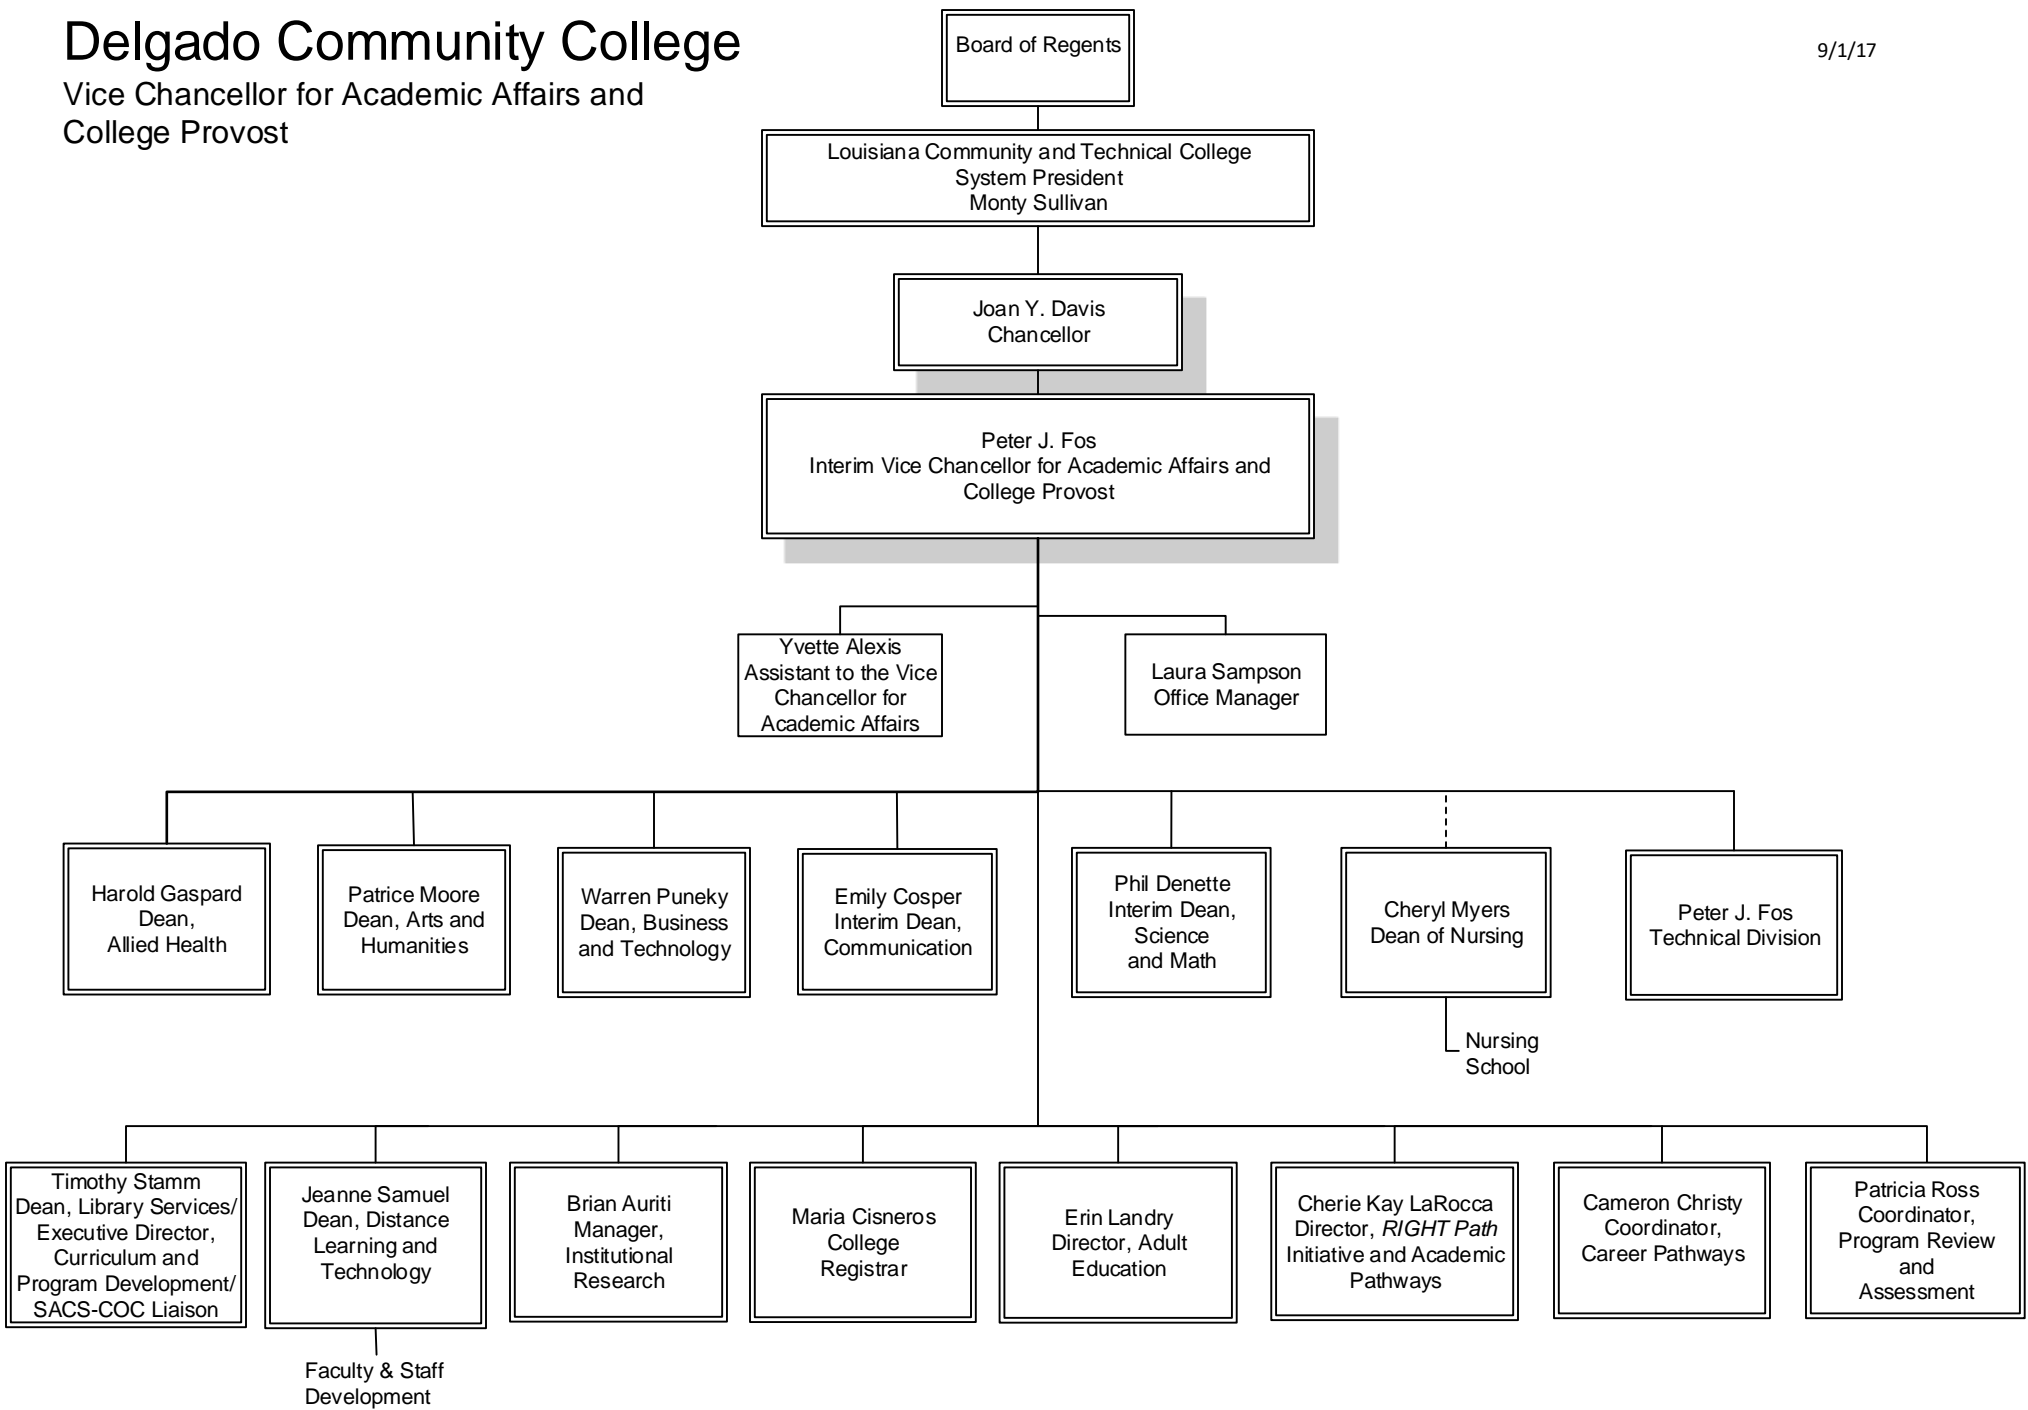 Delgado Community College
Vice Chancellor for Academic Affairs and
College Provost
9/1/17
Board of Regents
Louisiana Community and Technical College
System President
Monty Sullivan
Joan Y. Davis
Chancellor
Peter J. Fos
Interim Vice Chancellor for Academic Affairs and
College Provost
Yvette Alexis
Assistant to the Vice
Chancellor for
Academic Affairs
Laura Sampson
Office Manager
Harold Gaspard
Dean,
Allied Health
Patrice Moore
Dean, Arts and
Humanities
Warren Puneky
Dean, Business
and Technology
Emily Cosper
Interim Dean,
Communication
Phil Denette
Interim Dean,
Science
and Math
Cheryl Myers
Dean of Nursing
Peter J. Fos
Technical Division
Nursing
School
Timothy Stamm
Dean, Library Services/
Executive Director,
Curriculum and
Program Development/
SACS-COC Liaison
Jeanne Samuel
Dean, Distance
Learning and
Technology
Brian Auriti
Manager,
Institutional
Research
Maria Cisneros
College
Registrar
Erin Landry
Director, Adult
Education
Cherie Kay LaRocca
Director, RIGHT Path
Initiative and Academic
Pathways
Cameron Christy
Coordinator,
Career Pathways
Patricia Ross
Coordinator,
Program Review
and
Assessment
Faculty & Staff
Development